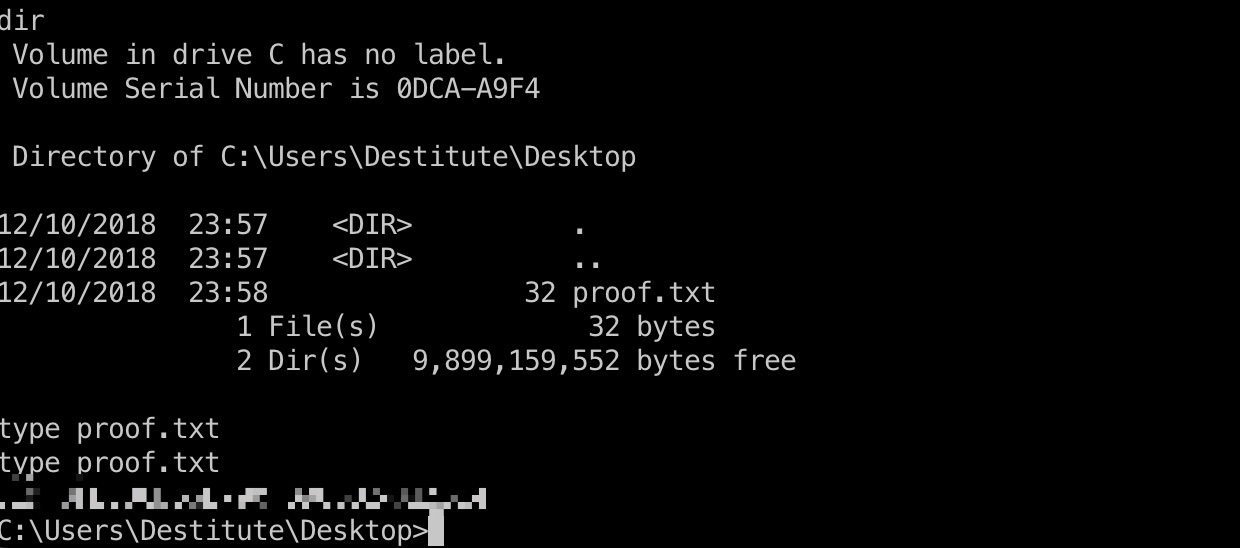 dir
Volume in drive C has no label.
Volume Serial Number is 0DCA-A9F4
Directory of C:\Users\Destitute\Desktop
12/10/2018  23:57    <DIR>          .
12/10/2018  23:57    <DIR>          ..
12/10/2018  23:58                32 proof.txt
1 File(s)             32 bytes
2 Dir(s)   9,899,159,552 bytes free
type proof.txt
type proof.txt
C:\Users\Destitute\Desktop>